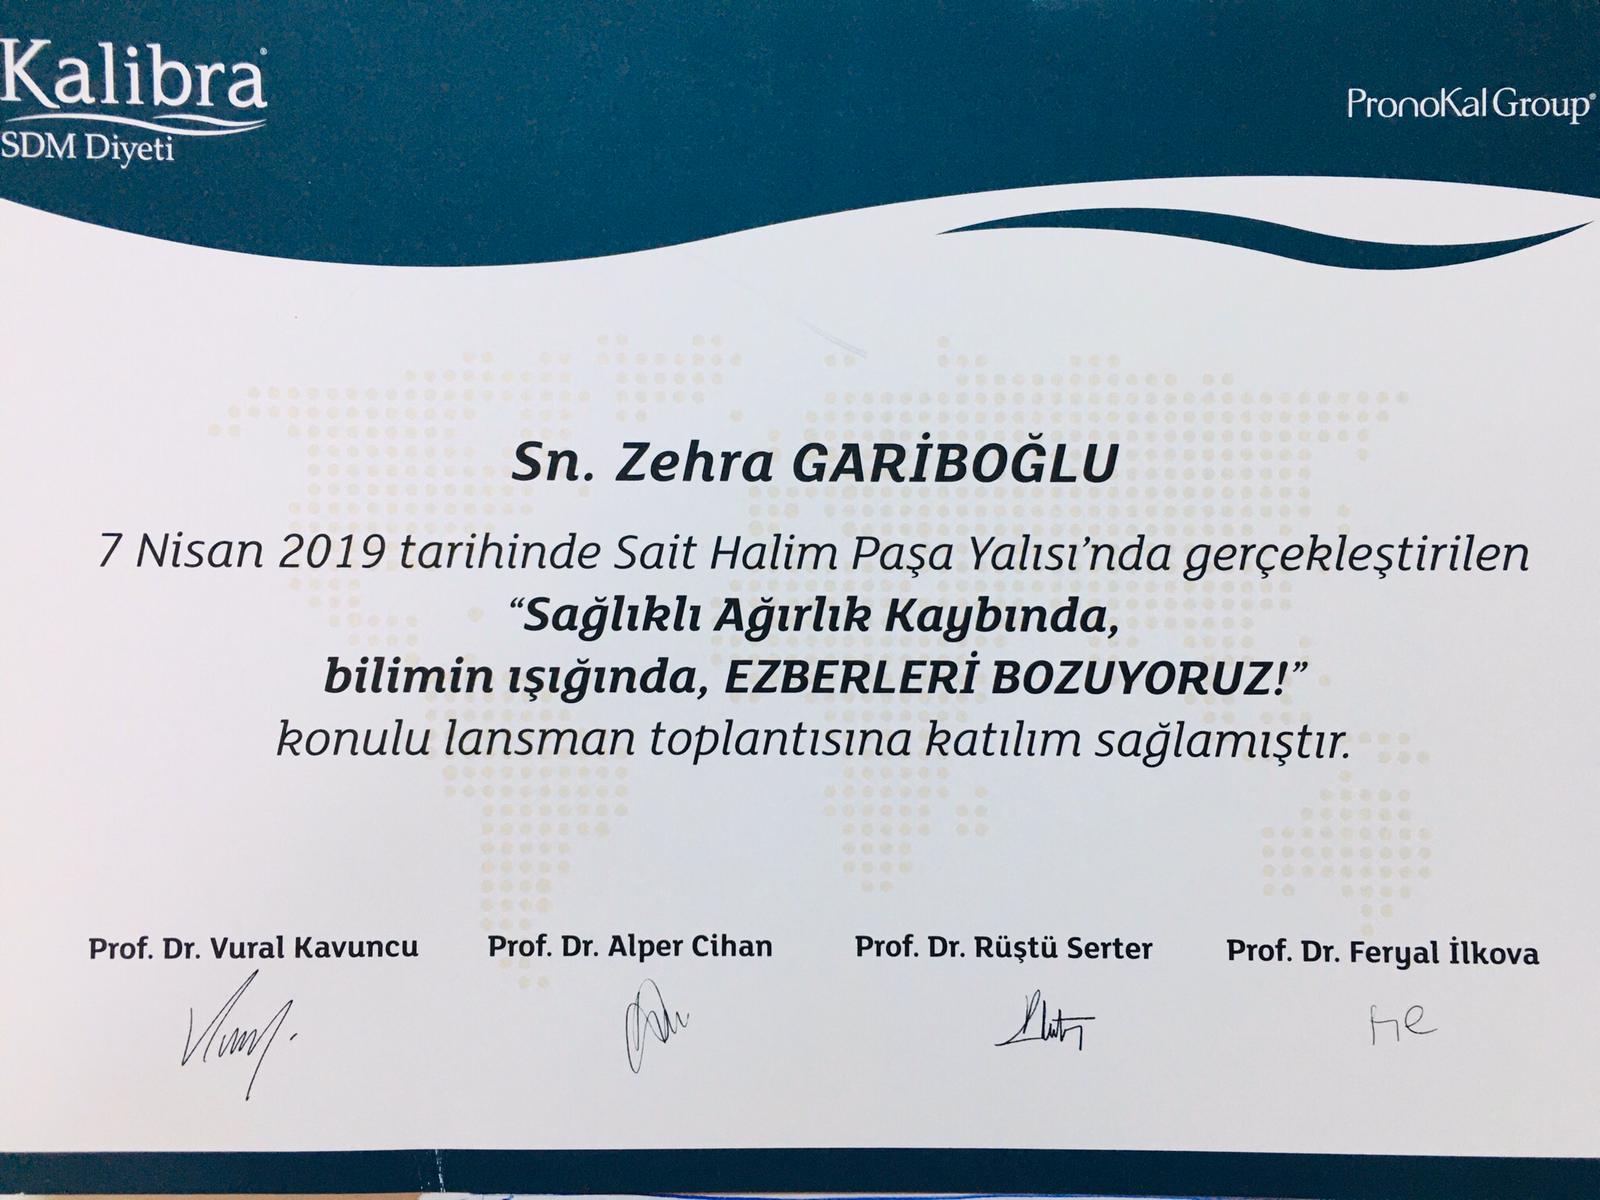 Kalibra®
SDM Diyeti
PronoKal Group®
Sn. Zehra GARİBOĞLU
7 Nisan 2019 tarihinde Sait Halim Paşa Yalısı'nda gerçekleştirilen
“Sağlıklı Ağırlık Kaybında,
bilimin ışığında, EZBERLERİ BOZUYORUZ!”
konulu lansman toplantısına katılım sağlamıştır.
Prof. Dr. Vural Kavuncu Prof. Dr. Alper Cihan Prof. Dr. Rüştü Serter Prof. Dr. Feryal İlkova